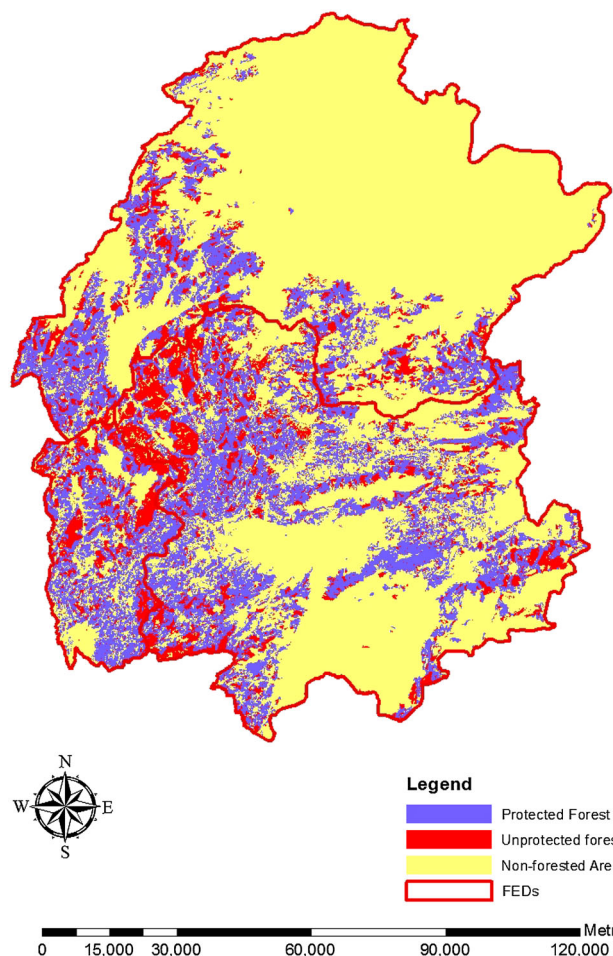 N
W E
S
Legend
Protected Forest
Unprotected fores
Non-forested Are
FEDs
Metr
0 15.000 30.000 60.000 90.000 120.000